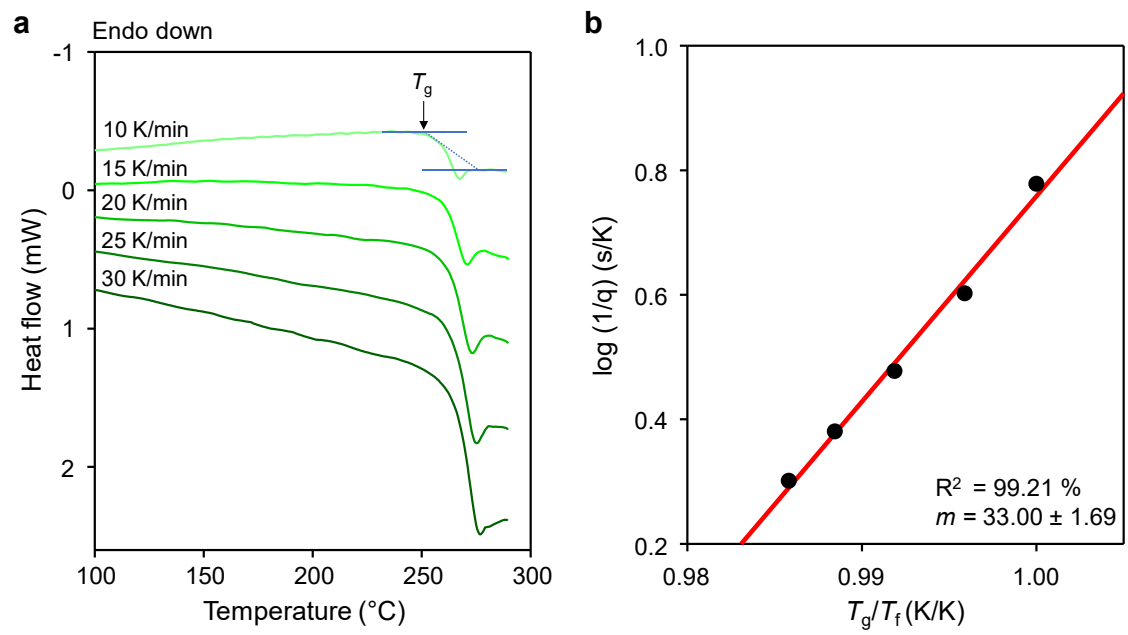 a
Endo down
-1
0
1
2
Heat flow (mW)
10 K/min
15 K/min
20 K/min
25 K/min
30 K/min
Tg
100
150
200
250
300
Temperature (°C)
b
1.0
0.8
0.6
0.4
0.2
log (1/q) (s/K)
R² = 99.21 %
m = 33.00 ± 1.69
0.98
0.99
1.00
Tg/Tf (K/K)